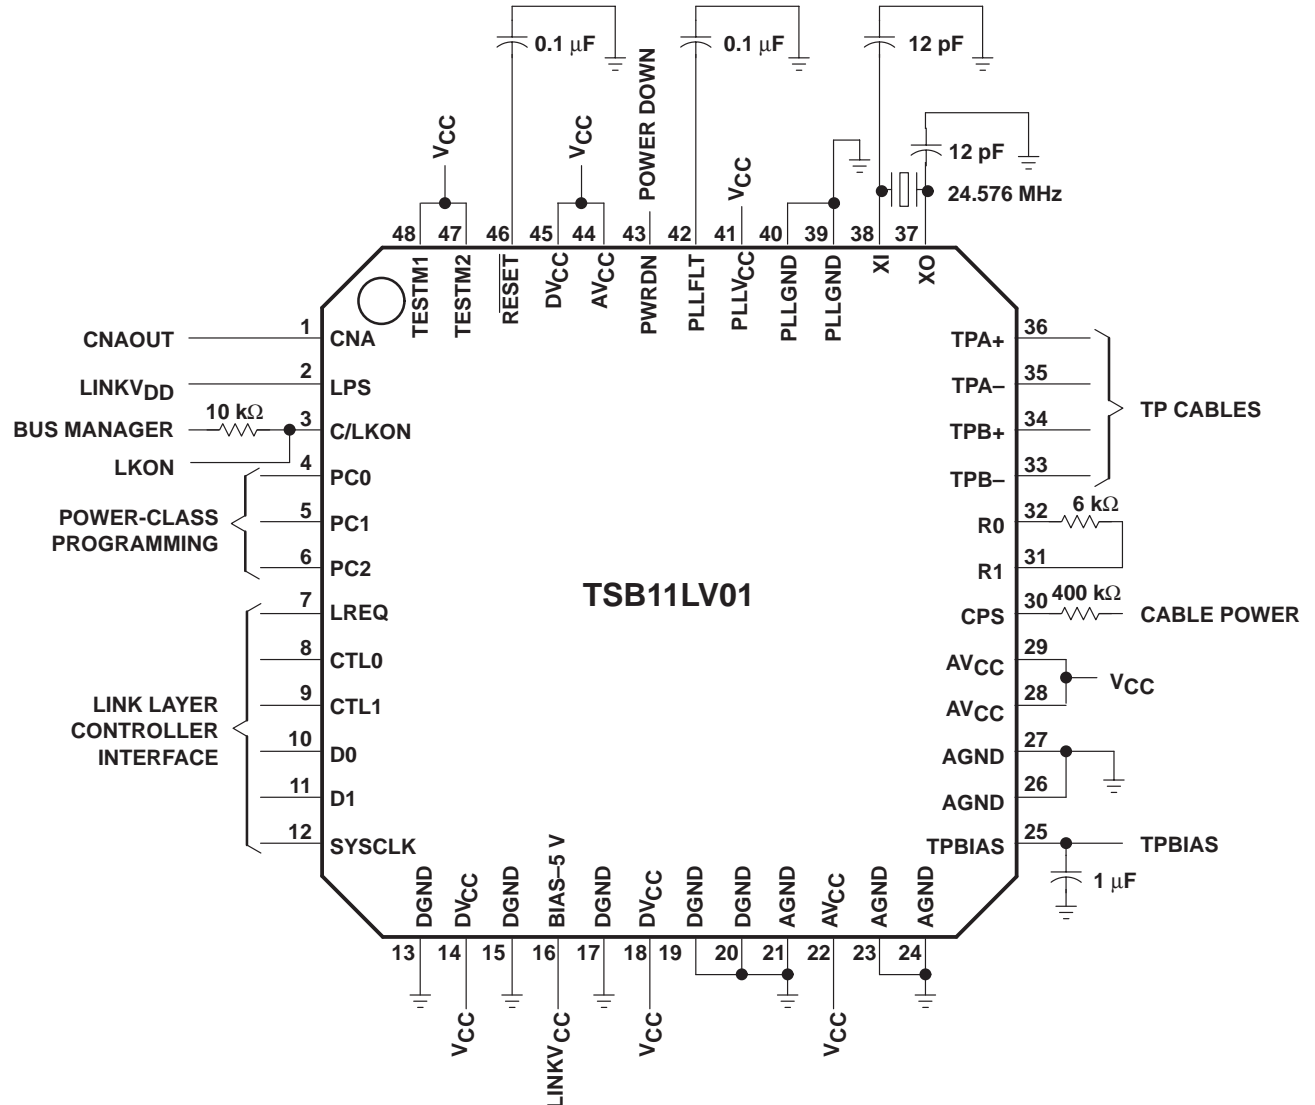 0.1 μF
0.1 μF
12 pF
POWER DOWN
VCC
VCC
VCC
12 pF
24.576 MHz
48 47 46 45 44 43 42 41 40 39 38 37
TESTM1
TESTM2
RESET
DVCC
AVCC
PWRDN
PLLFLT
PLLVCC
PLLGND
PLLGND
XI
XO
CNAOUT 1 CNA
LINKVDD 2 LPS
BUS MANAGER 10 kΩ 3 C/LKON
LKON
4 PC0
POWER-CLASS
PROGRAMMING
5 PC1
6 PC2
7 LREQ
8 CTL0
LINK LAYER
CONTROLLER
INTERFACE
9 CTL1
10 D0
11 D1
12 SYSCLK
TSB11LV01
TPA+ 36
TPA– 35
TP CABLES
TPB+ 34
TPB– 33
R0 32 6 kΩ
R1 31
CPS 30 400 kΩ CABLE POWER
AVCC 29
VCC
AVCC 28
AGND 27
AGND 26
TPBIAS 25 TPBIAS
1 μF
DGND
DVCC
DGND
BIAS–5 V
DGND
DVCC
DGND
DGND
AGND
AVCC
AGND
AGND
13 14 15 16 17 18 19 20 21 22 23 24
VCC
LINKVCC
VCC
VCC